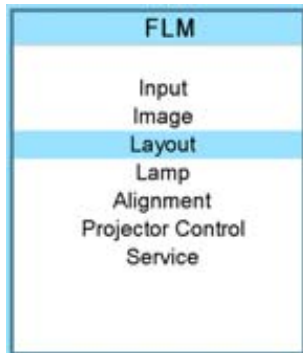 FLM
Input
Image
Layout
Lamp
Alignment
Projector Control
Service